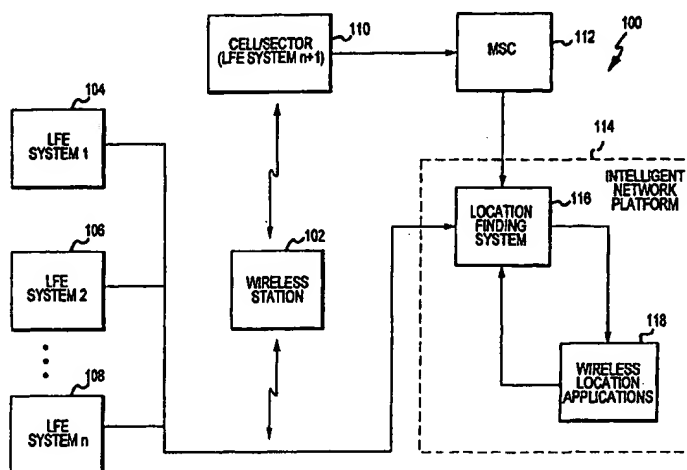 110
CELL/SECTOR
(LFE SYSTEM n+1)
112
MSC
100
104
LFE
SYSTEM 1
114
INTELLIGENT
NETWORK
PLATFORM
116
LOCATION
FINDING
SYSTEM
106
LFE
SYSTEM 2
102
WIRELESS
STATION
118
WIRELESS
LOCATION
APPLICATIONS
108
LFE
SYSTEM n